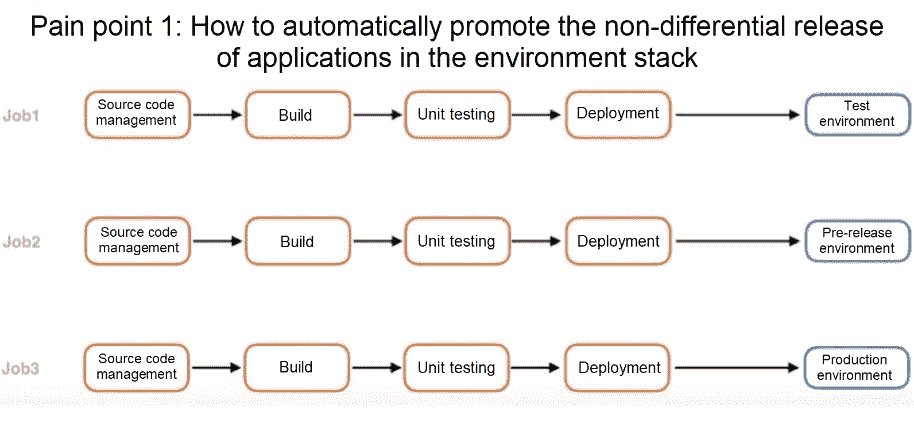 Pain point 1: How to automatically promote the non-differential release
of applications in the environment stack
Job1
Source code
management
Build
Unit testing
Deployment
Test
environment
Job2
Source code
management
Build
Unit testing
Deployment
Pre-release
environment
Job3
Source code
management
Build
Unit testing
Deployment
Production
environment